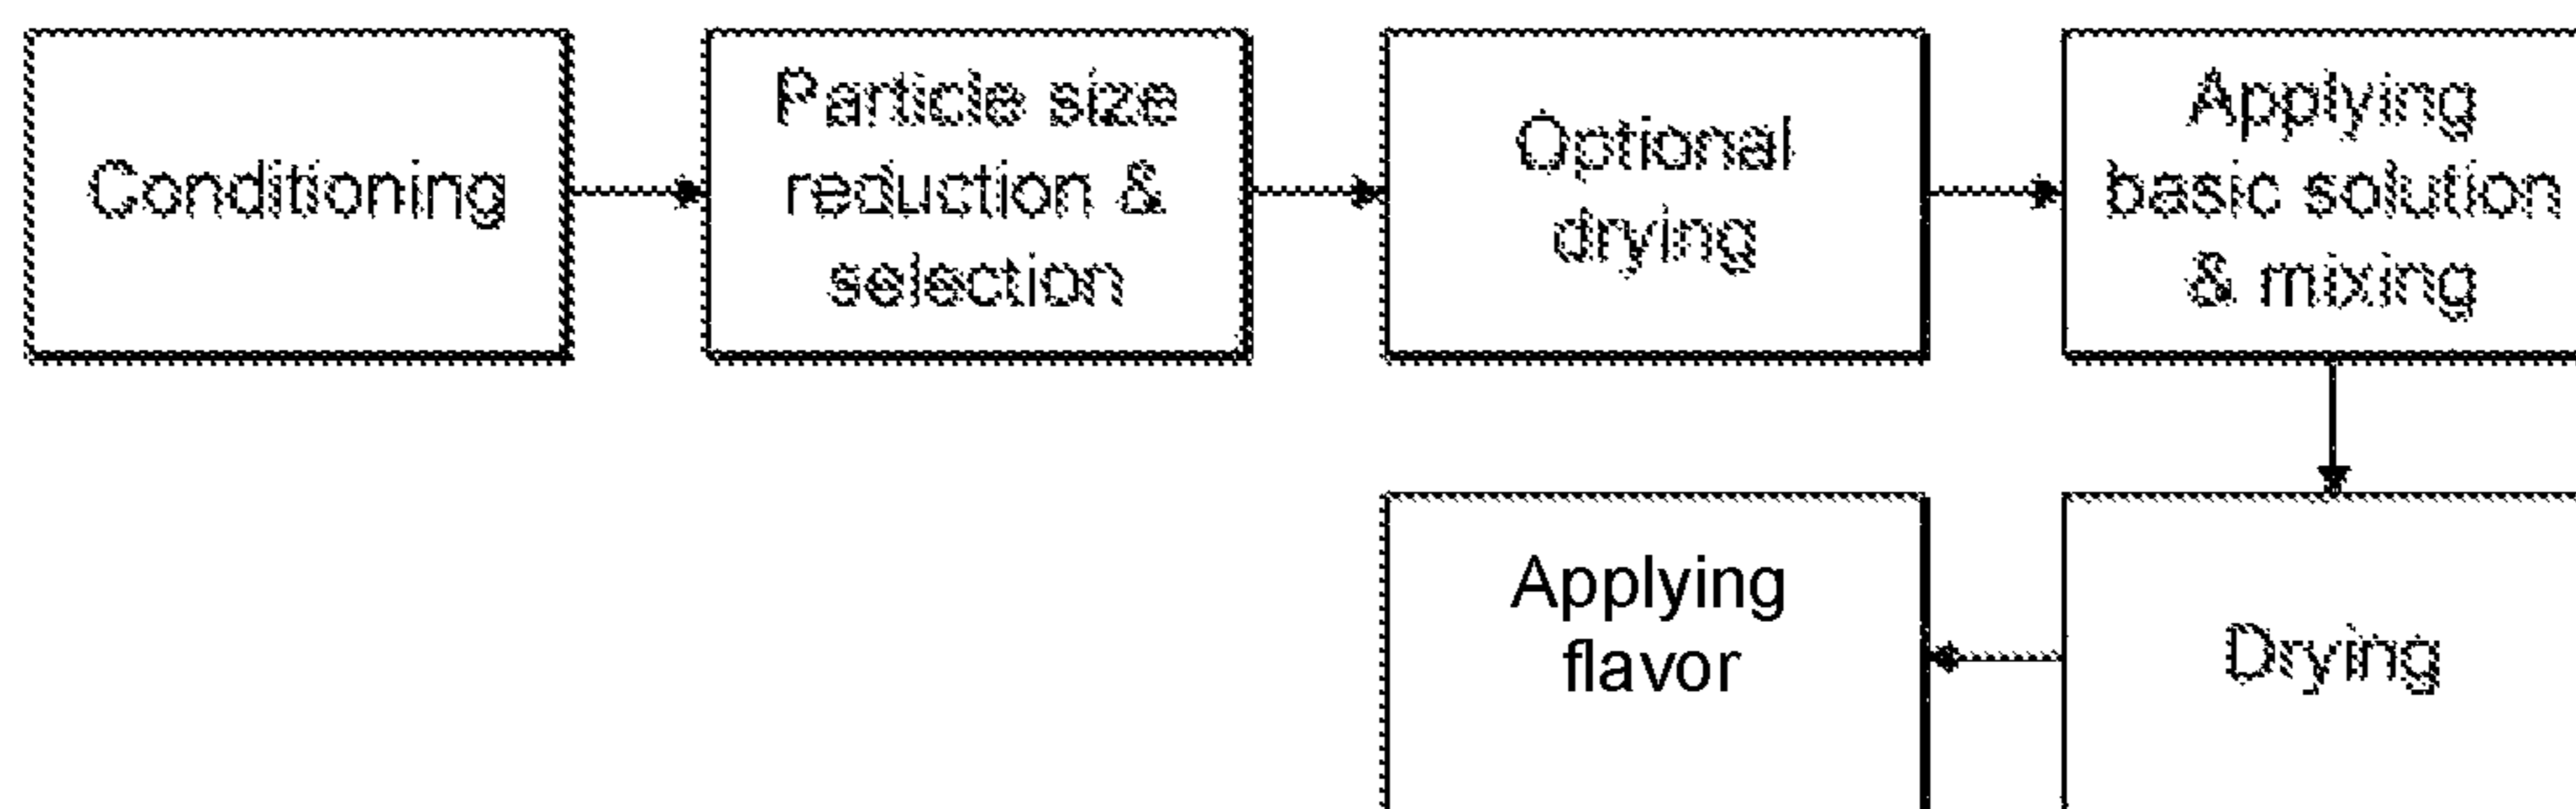 Conditioning
Particle size
reduction &
selection
Optional
drying
Applying
basic solution
& mixing
Drying
Applying
flavor